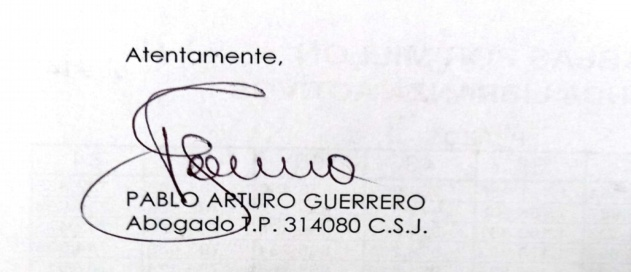 Atentamente,
PABLO ARTURO GUERRERO
Abogado T.P. 314080 C.S.J.